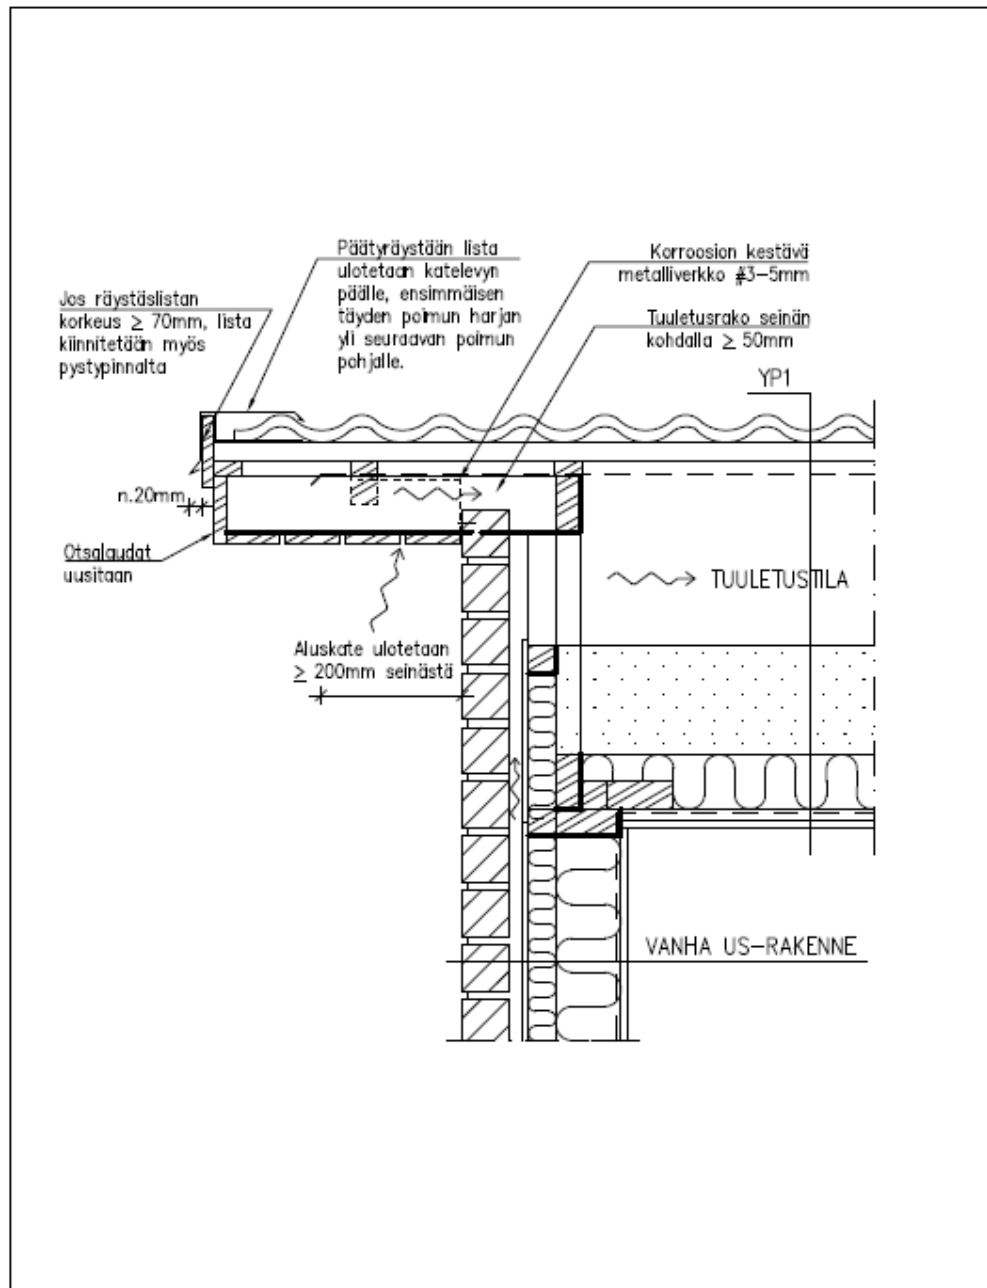 Päätyräystään lista
ulotetaan katelevyn
päälle, ensimmäisen
täyden poimun harjan
yli seuraavan poimun
pohjalle.
Korroosion kestävä
metalliverkko #3-5mm
Jos räystäslistan
korkeus ≥ 70mm, lista
kiinnitetään myös
pystypinnalta
Tuuletusrako seinän
kohdalla ≥ 50mm
YP1
n.20mm
Otsalaudat
uusitaan
TUULETUSTILA
Aluskate ulotetaan
≥ 200mm seinästä
VANHA US-RAKENNE